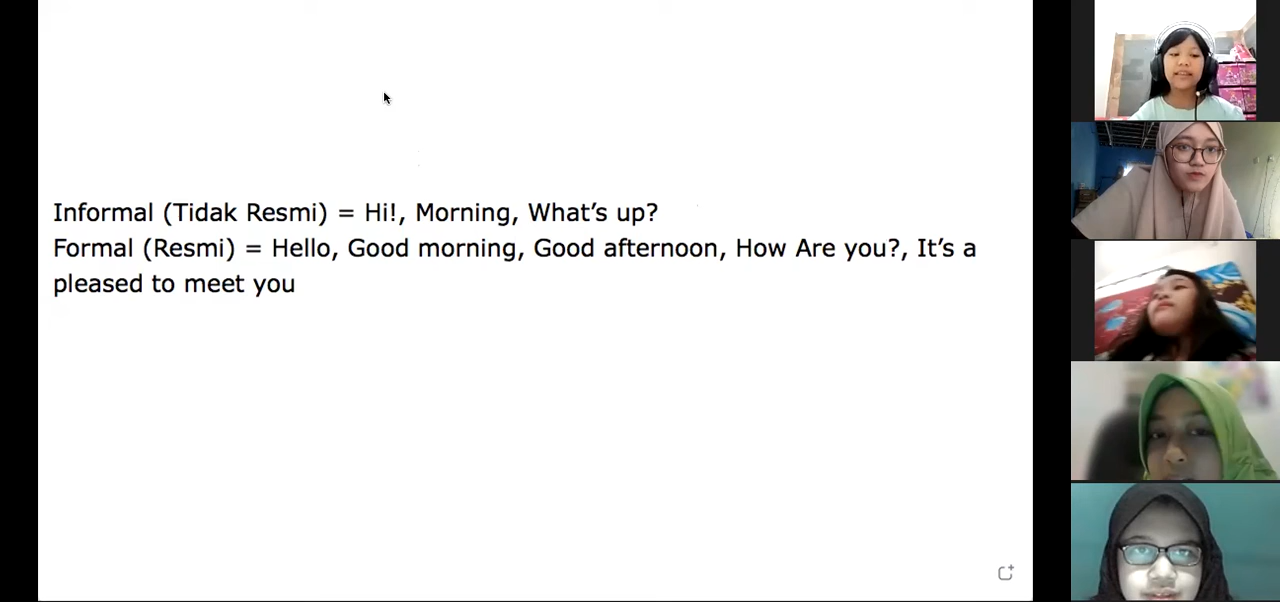 Informal (Tidak Resmi) = Hi!, Morning, What’s up?
Formal (Resmi) = Hello, Good morning, Good afternoon, How Are you?, It’s a
pleased to meet you